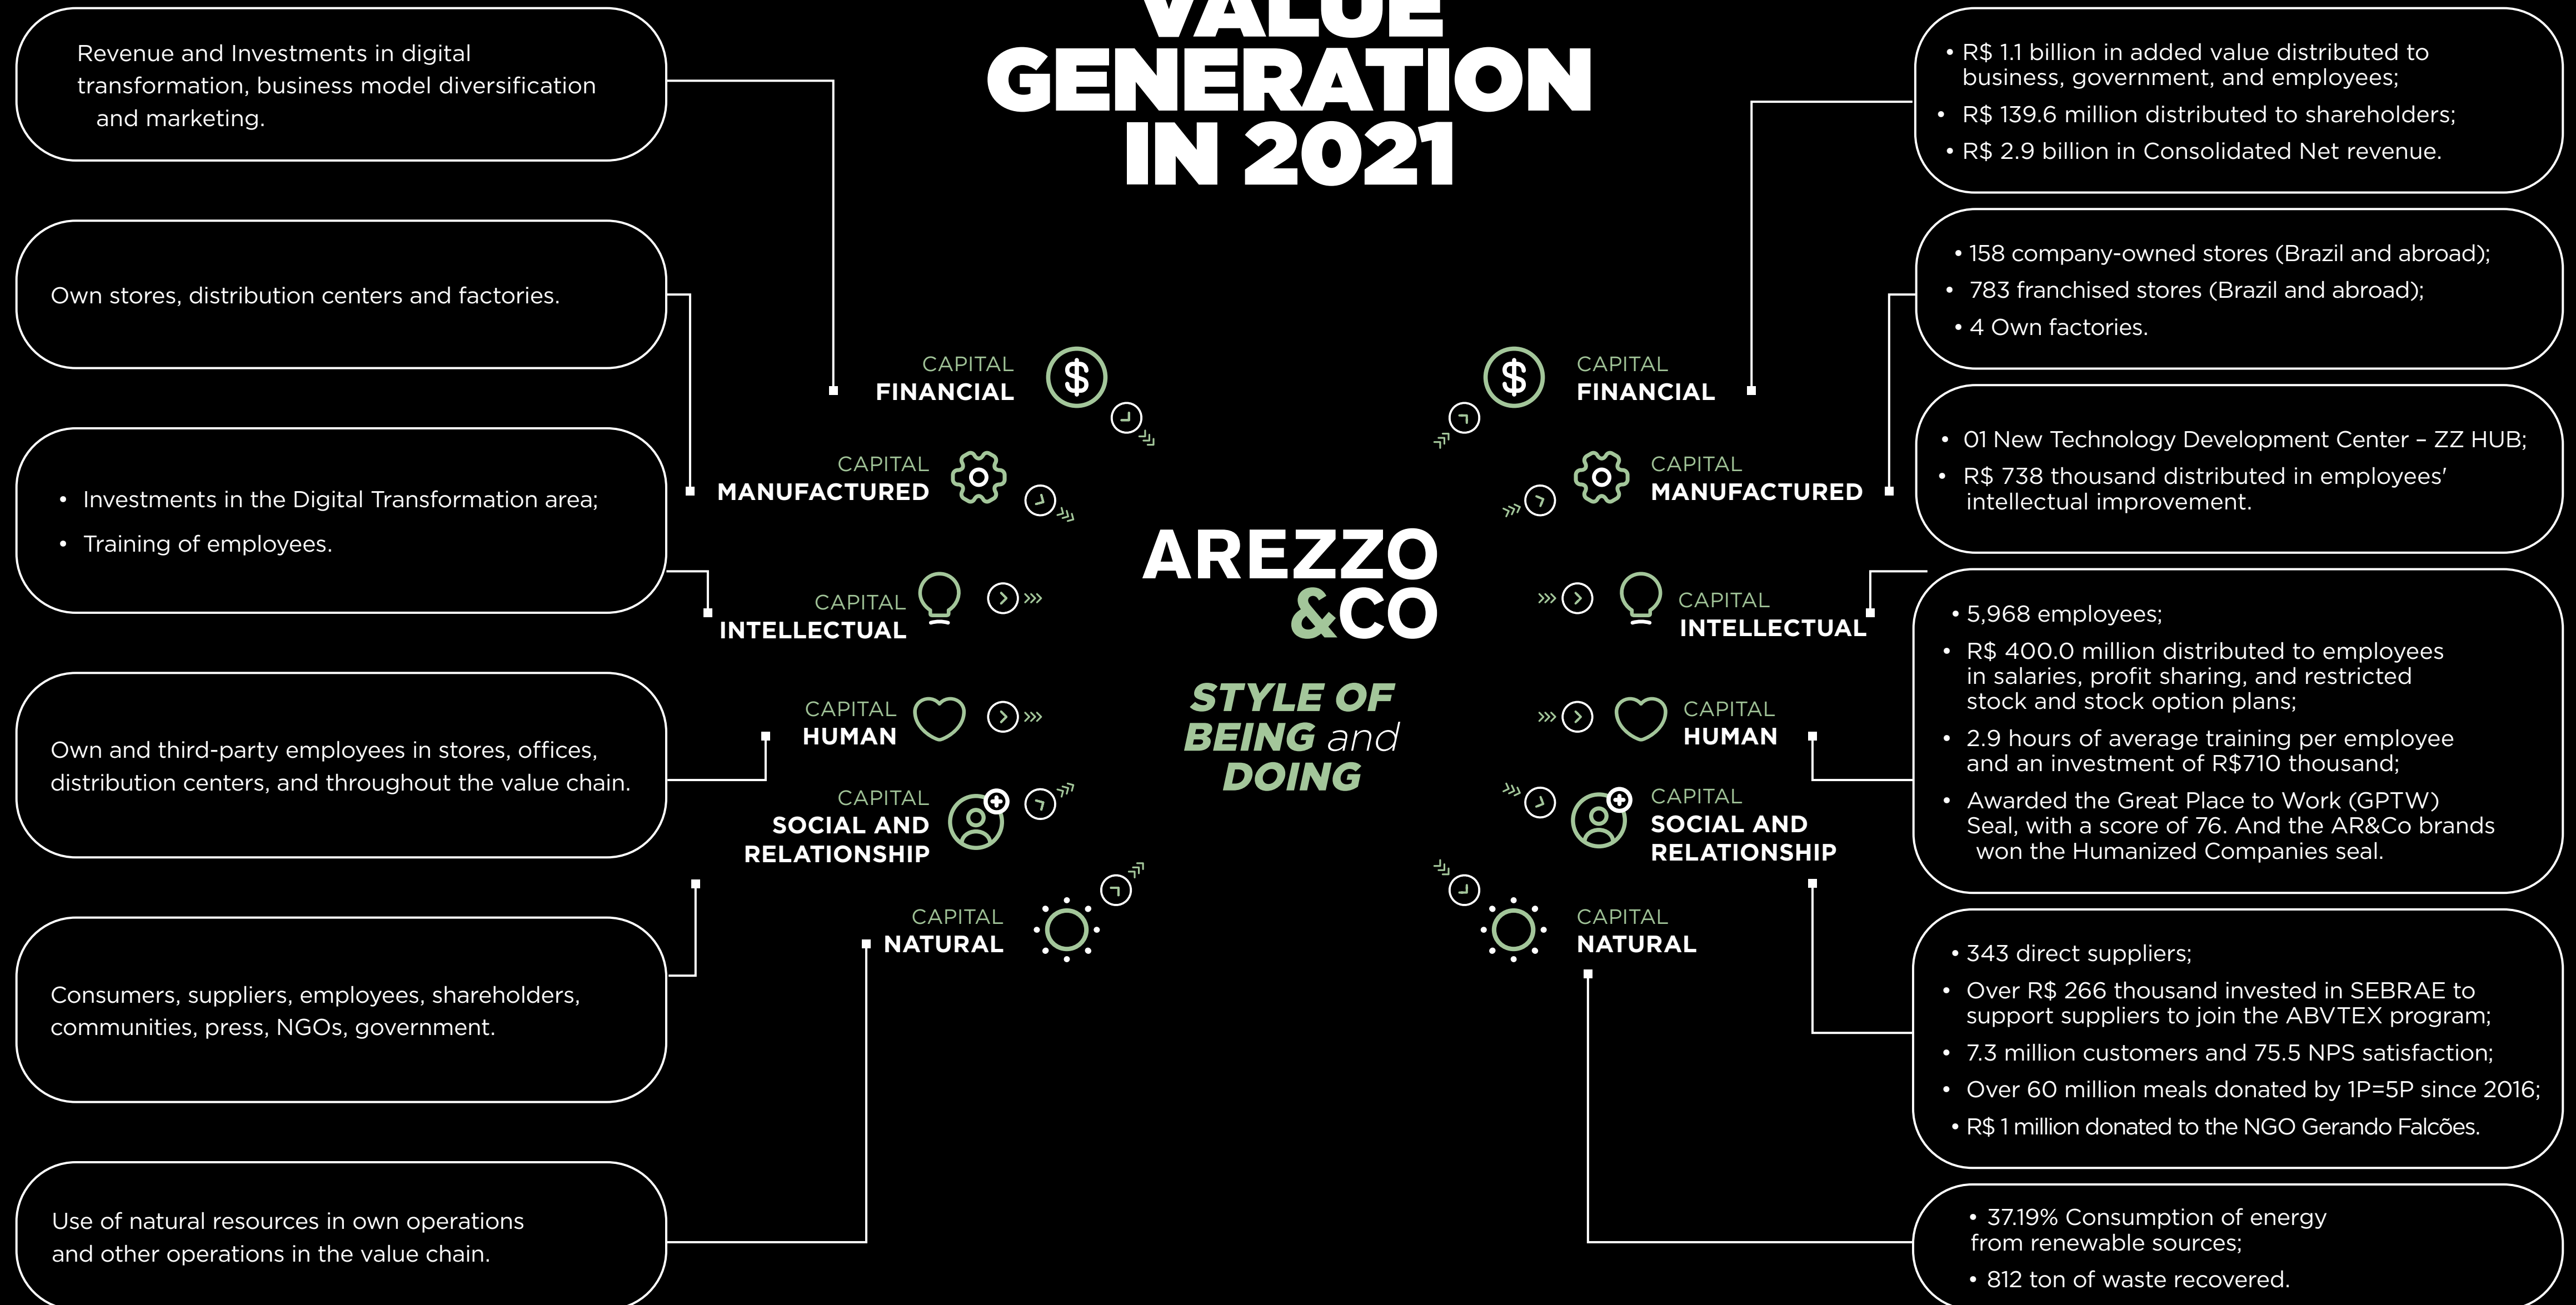 VALUE
GENERATION
IN 2021
Revenue and Investments in digital
transformation, business model diversification
and marketing.
Own stores, distribution centers and factories.
• Investments in the Digital Transformation area;
• Training of employees.
Own and third-party employees in stores, offices,
distribution centers, and throughout the value chain.
Consumers, suppliers, employees, shareholders,
communities, press, NGOs, government.
Use of natural resources in own operations
and other operations in the value chain.
CAPITAL
FINANCIAL
CAPITAL
MANUFACTURED
CAPITAL
INTELLECTUAL
CAPITAL
HUMAN
CAPITAL
SOCIAL AND
RELATIONSHIP
CAPITAL
NATURAL
AREZZO
&CO
STYLE OF
BEING and
DOING
CAPITAL
FINANCIAL
CAPITAL
MANUFACTURED
CAPITAL
INTELLECTUAL
CAPITAL
HUMAN
CAPITAL
SOCIAL AND
RELATIONSHIP
CAPITAL
NATURAL
• R$ 1.1 billion in added value distributed to
business, government, and employees;
• R$ 139.6 million distributed to shareholders;
• R$ 2.9 billion in Consolidated Net revenue.
• 158 company-owned stores (Brazil and abroad);
• 783 franchised stores (Brazil and abroad);
• 4 Own factories.
• 01 New Technology Development Center – ZZ HUB;
• R$ 738 thousand distributed in employees'
intellectual improvement.
• 5,968 employees;
• R$ 400.0 million distributed to employees
in salaries, profit sharing, and restricted
stock and stock option plans;
• 2.9 hours of average training per employee
and an investment of R$710 thousand;
• Awarded the Great Place to Work (GPTW)
Seal, with a score of 76. And the AR&Co brands
won the Humanized Companies seal.
• 343 direct suppliers;
• Over R$ 266 thousand invested in SEBRAE to
support suppliers to join the ABVTEX program;
• 7.3 million customers and 75.5 NPS satisfaction;
• Over 60 million meals donated by 1P=5P since 2016;
• R$ 1 million donated to the NGO Gerando Falcões.
• 37.19% Consumption of energy
from renewable sources;
• 812 ton of waste recovered.